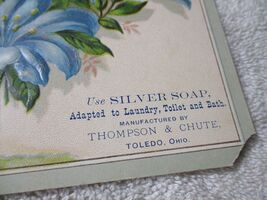 Use SILVER SOAP,
Adapted to Laundry, Toilet and Bath.
MANUFACTURED BY
THOMPSON & CHUTE,
TOLEDO, OHIO.